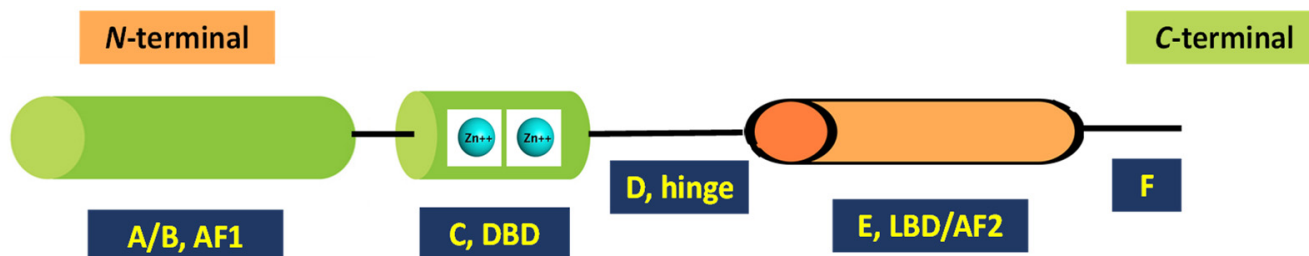 N-terminal
C-terminal
Zn++
Zn++
D, hinge
F
A/B, AF1
C, DBD
E, LBD/AF2